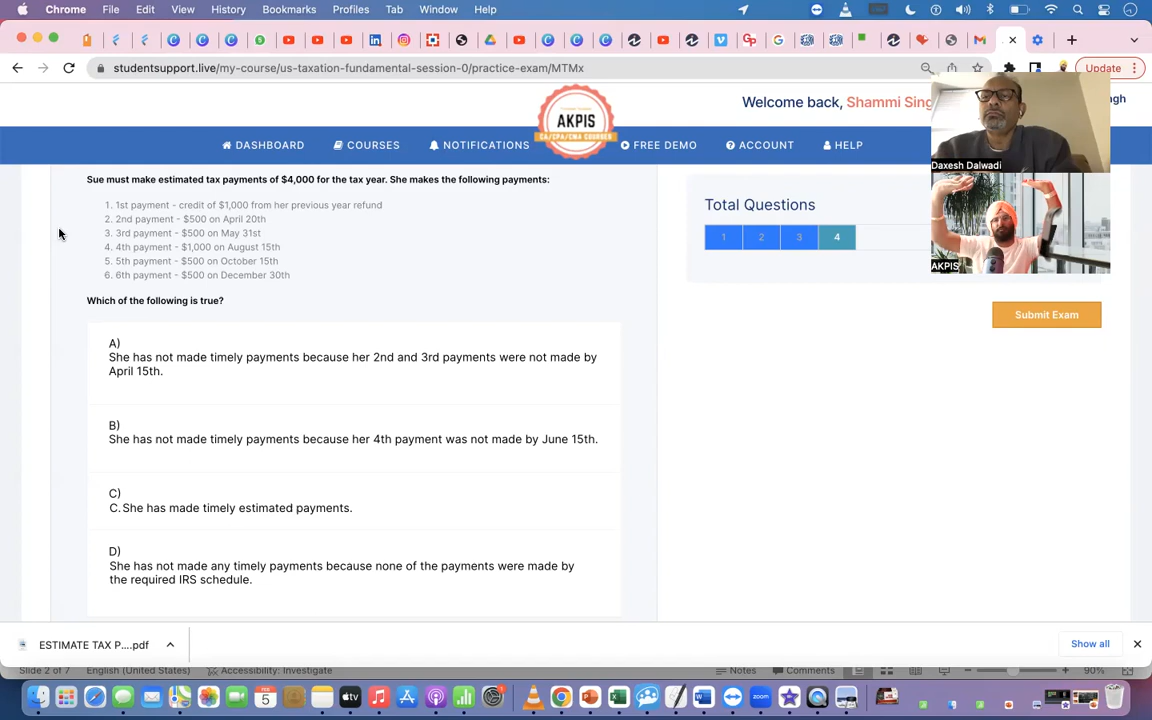 Chrome File Edit View History Bookmarks Profiles Tab Window Help
studentsupport.live/my-course/us-taxation-fundamental-session-0/practice-exam/MTMx
Update
Welcome back, Shammi Sing
ngh
AKPIS
CA/CPA/CMA COURSES
DASHBOARD COURSES NOTIFICATIONS FREE DEMO ACCOUNT HELP
Daxesh Dalwadi
AKPIS
Sue must make estimated tax payments of $4,000 for the tax year. She makes the following payments:
1. 1st payment - credit of $1,000 from her previous year refund
2. 2nd payment - $500 on April 20th
3. 3rd payment - $500 on May 31st
4. 4th payment - $1,000 on August 15th
5. 5th payment - $500 on October 15th
6. 6th payment - $500 on December 30th
Which of the following is true?
A)
She has not made timely payments because her 2nd and 3rd payments were not made by
April 15th.
B)
She has not made timely payments because her 4th payment was not made by June 15th.
C)
C. She has made timely estimated payments.
D)
She has not made any timely payments because none of the payments were made by
the required IRS schedule.
Total Questions
1 2 3 4
Submit Exam
ESTIMATE TAX P....pdf
Show all
Slide 2 of 7 English (United States) Accessibility: Investigate Notes Comments 90%
FEB
5
tv
zoom